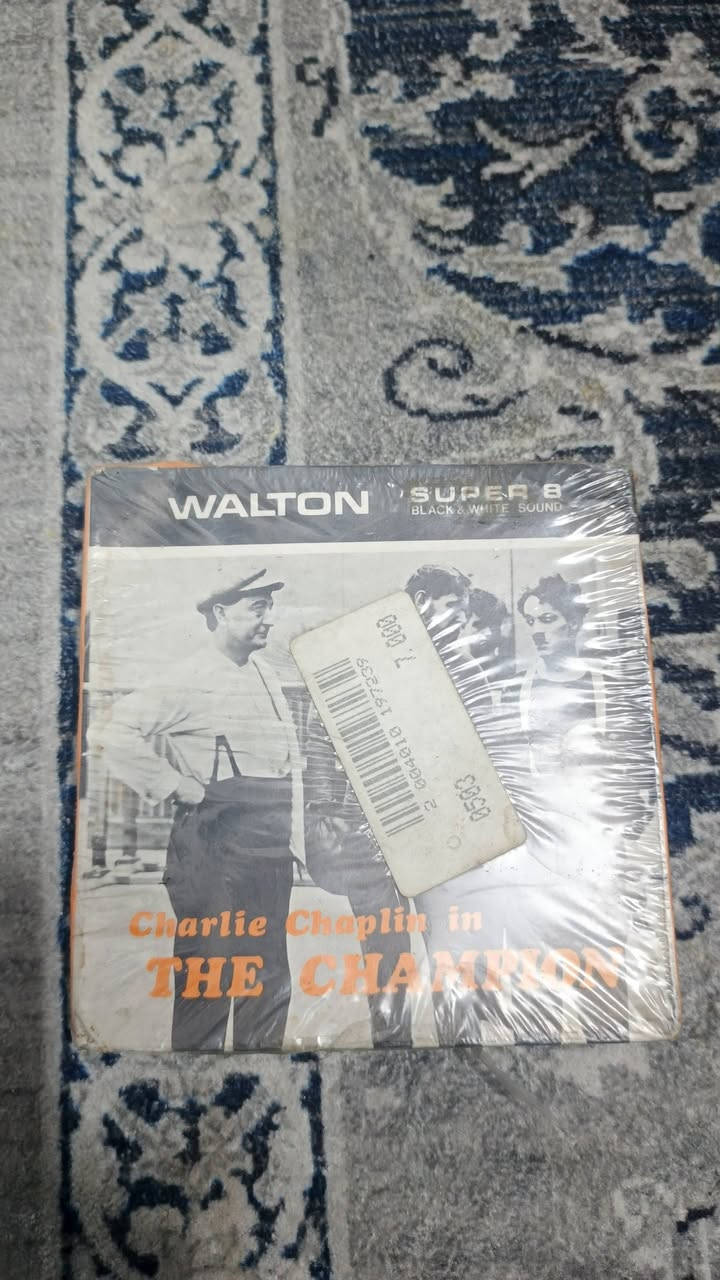 WALTON
SUPER 8
BLACK & WHITE SOUND
7.000
2 004010 197239
0503
Charlie Chaplin in
THE CHAMPION